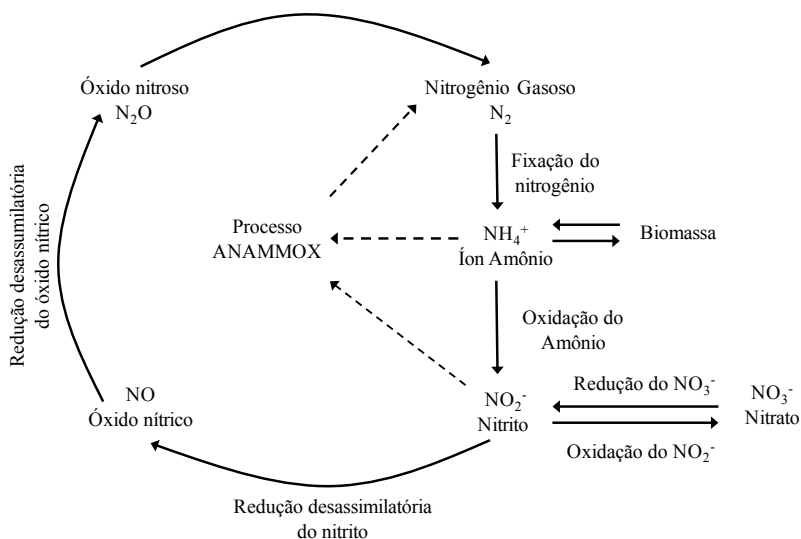 Óxido nitroso
N₂O
Nitrogênio Gasoso
N₂
Fixação do
nitrogênio
Redução desassumilatória
do óxido nítrico
Processo
ANAMMOX
NH₄⁺
Íon Amônio
Biomassa
Oxidação do
Amônio
NO
Óxido nítrico
NO₂⁻
Nitrito
Redução do NO₃⁻
Oxidação do NO₂⁻
NO₃⁻
Nitrato
Redução desassimilatória
do nitrito